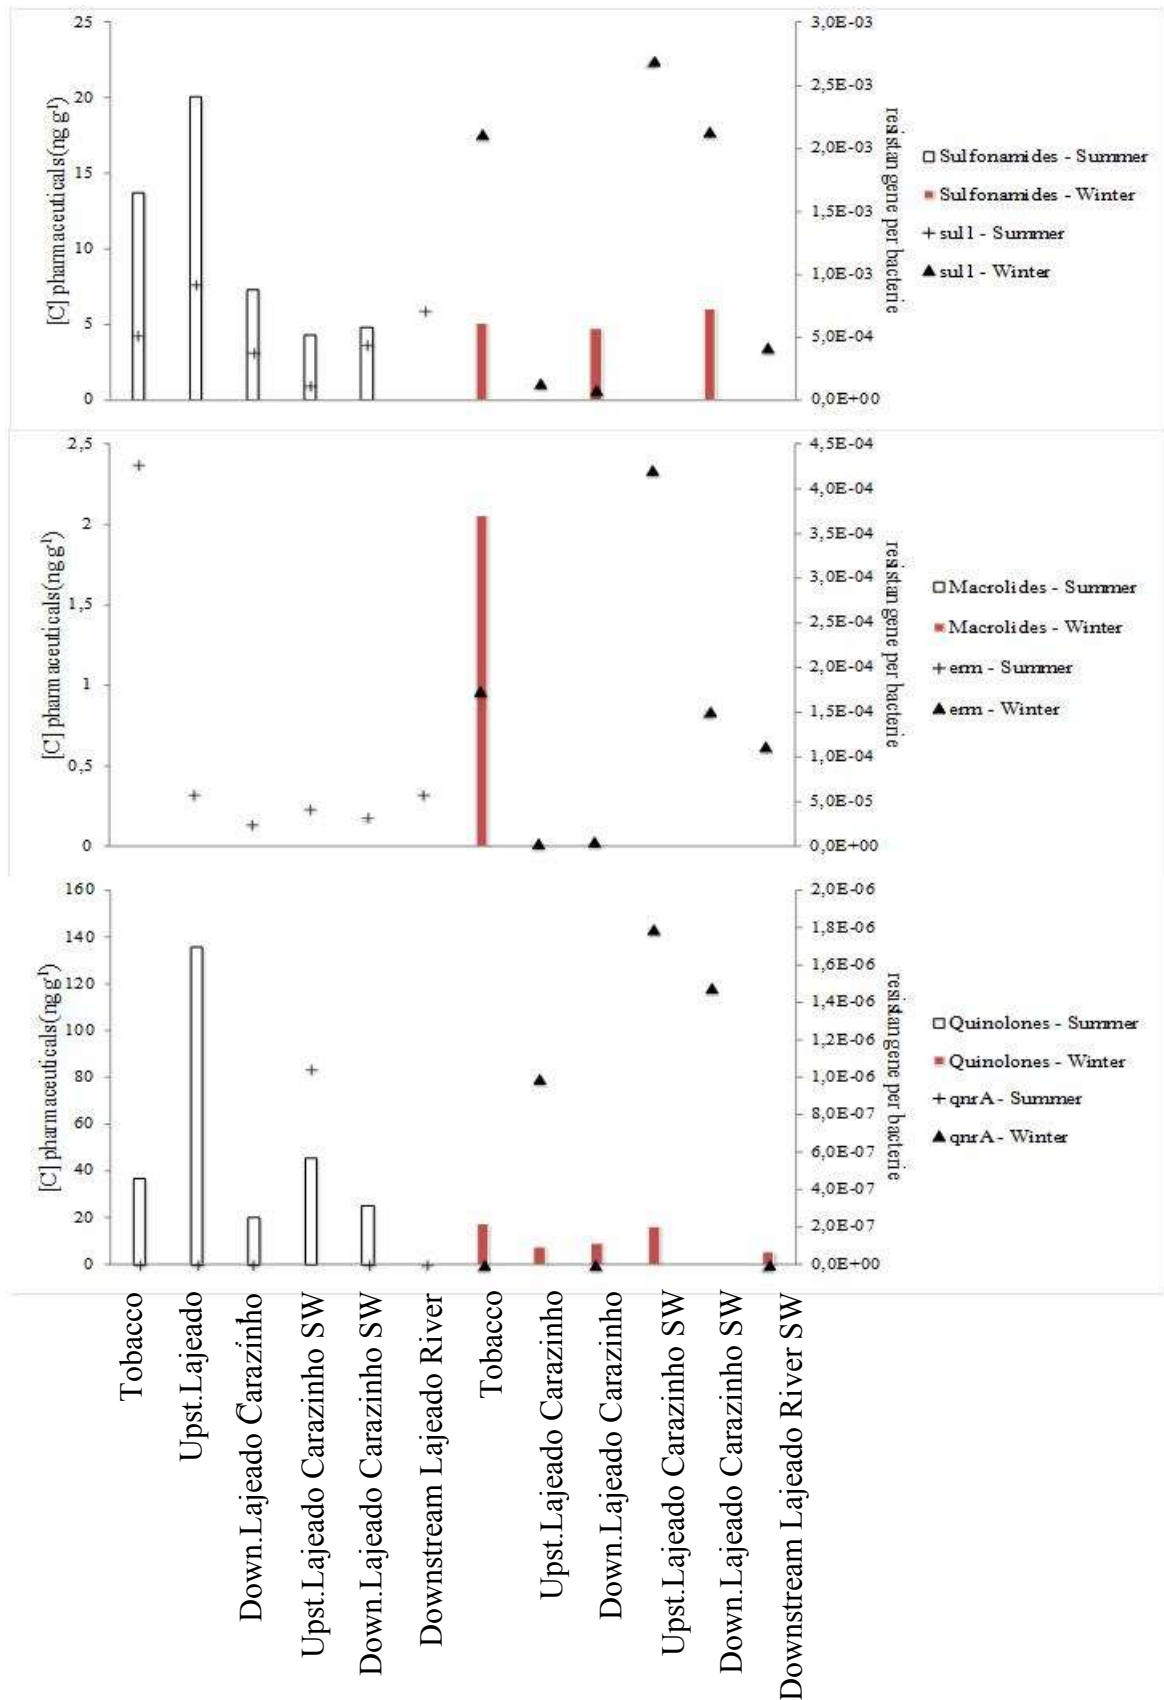 25
20
15
10
5
0
[C] pharmaceuticals(ng g¹)
3,0E-03
2,5E-03
2,0E-03
1,5E-03
1,0E-03
5,0E-04
0,0E+00
resistan gene per bacterie
Sulfonamides - Summer
Sulfonamides - Winter
sul1 - Summer
sul1 - Winter
2,5
2
1,5
1
0,5
0
[C] pharmaceuticals(ng g¹)
4,5E-04
4,0E-04
3,5E-04
3,0E-04
2,5E-04
2,0E-04
1,5E-04
1,0E-04
5,0E-05
0,0E+00
resistan gene per bacterie
Macrolides - Summer
Macrolides - Winter
erm - Summer
erm - Winter
160
140
120
100
80
60
40
20
0
[C] pharmaceuticals(ng g¹)
2,0E-06
1,8E-06
1,6E-06
1,4E-06
1,2E-06
1,0E-06
8,0E-07
6,0E-07
4,0E-07
2,0E-07
0,0E+00
resistan gene per bacterie
Quinolones - Summer
Quinolones - Winter
qnrA - Summer
qnrA - Winter
Tobacco
Upst.Lajeado
Down.Lajeado Carazinho
Upst.Lajeado Carazinho SW
Down.Lajeado Carazinho SW
Downstream Lajeado River
Tobacco
Upst.Lajeado Carazinho
Down.Lajeado Carazinho
Upst.Lajeado Carazinho SW
Down.Lajeado Carazinho SW
Downstream Lajeado River SW